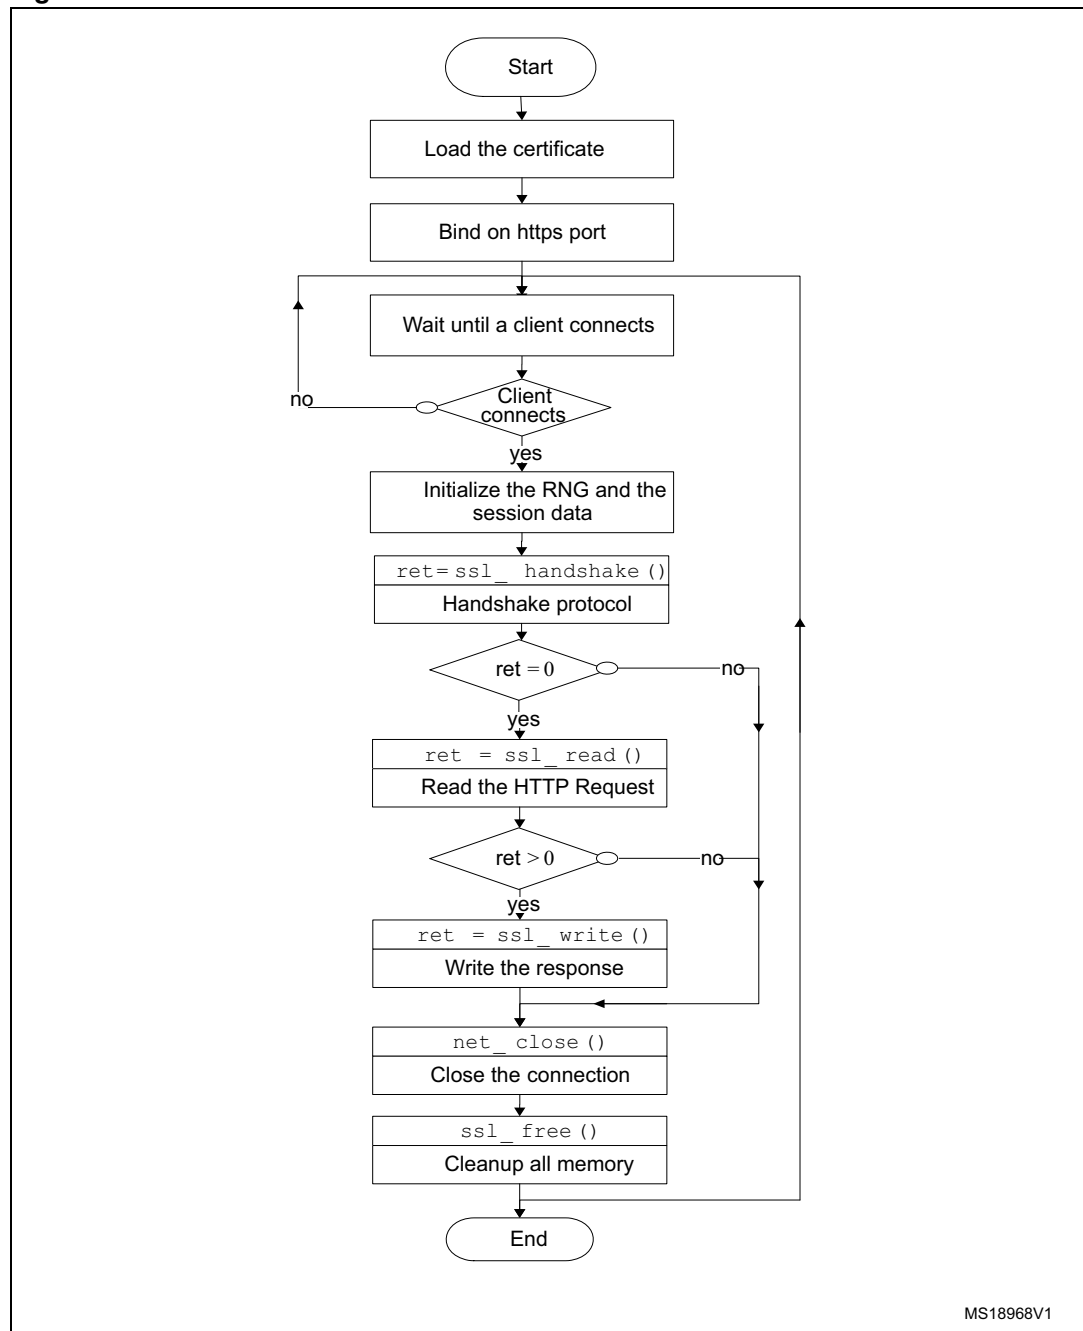 Start
Load the certificate
Bind on https port
Wait until a client connects
Client
connects
no
yes
Initialize the RNG and the
session data
ret= ssl_ handshake ()
Handshake protocol
ret = 0
no
yes
ret = ssl_ read ()
Read the HTTP Request
ret > 0
no
yes
ret = ssl_ write ()
Write the response
net_ close ()
Close the connection
ssl_ free ()
Cleanup all memory
End
MS18968V1